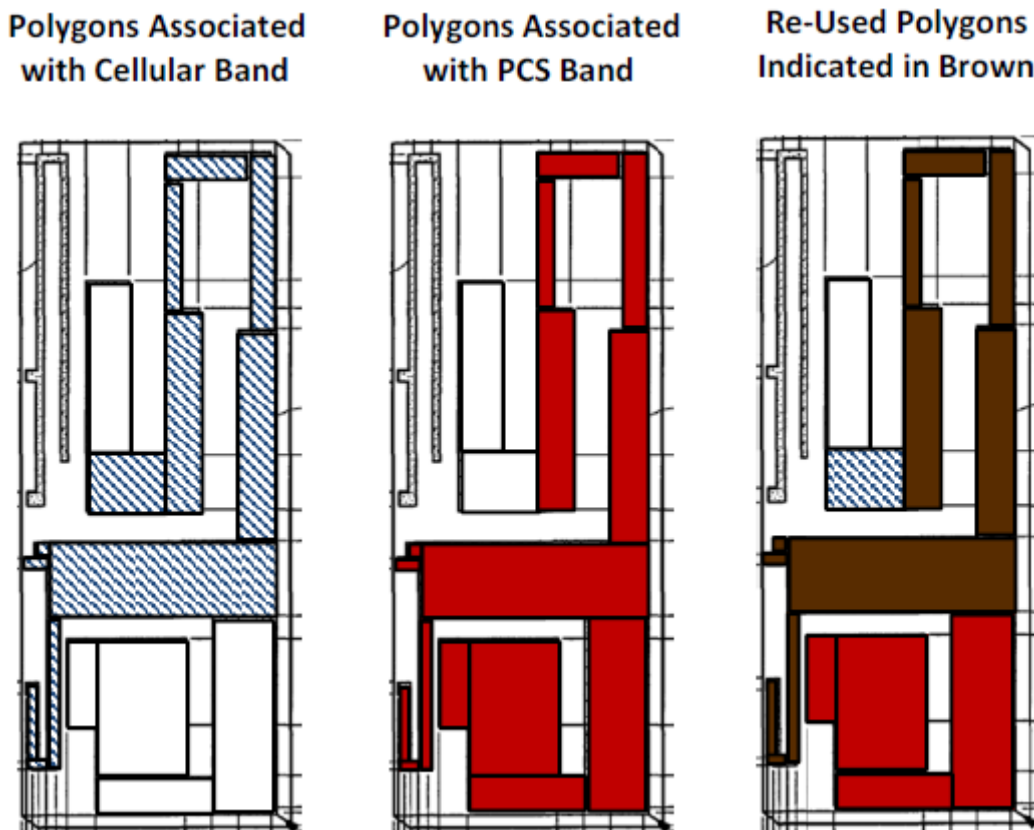 Polygons Associated
with Cellular Band
Polygons Associated
with PCS Band
Re-Used Polygons
Indicated in Brown